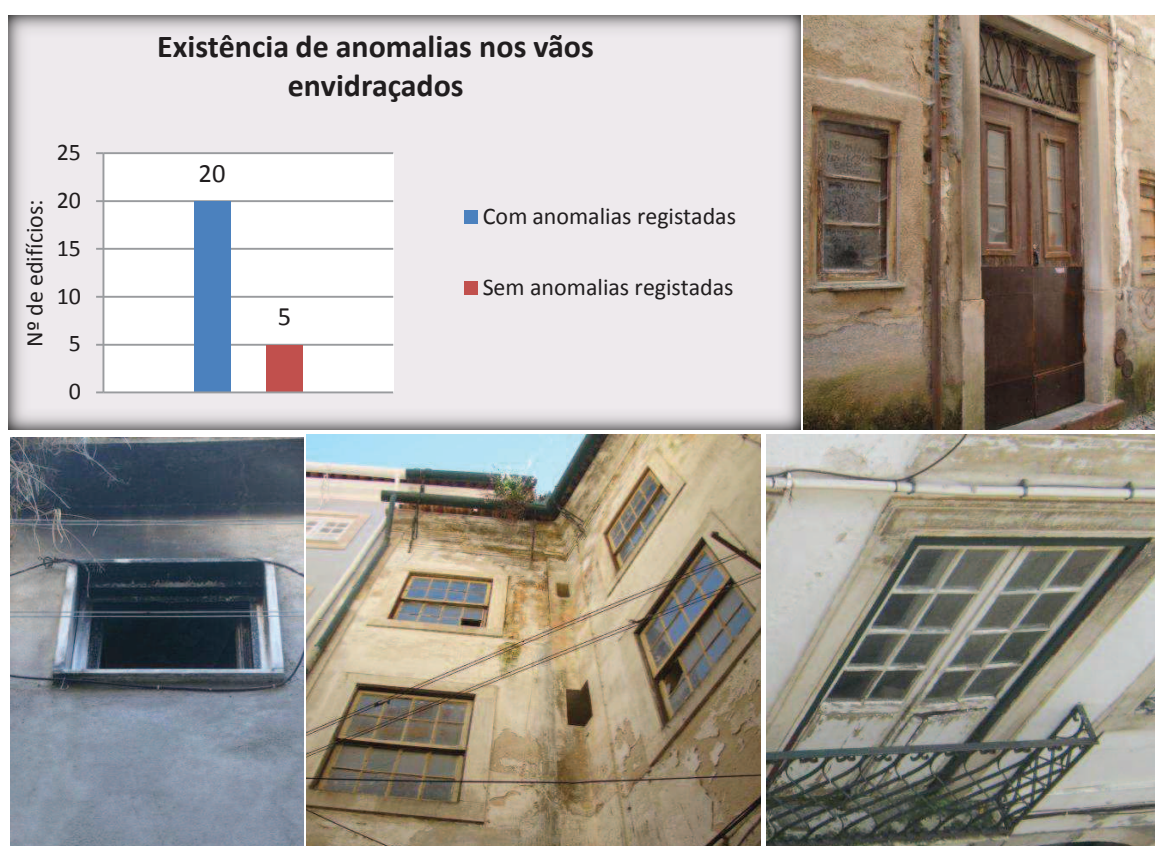 Existência de anomalias nos vãos
envidraçados
25
20
15
10
5
0
Nº de edifícios:
20
5
Com anomalias registadas
Sem anomalias registadas